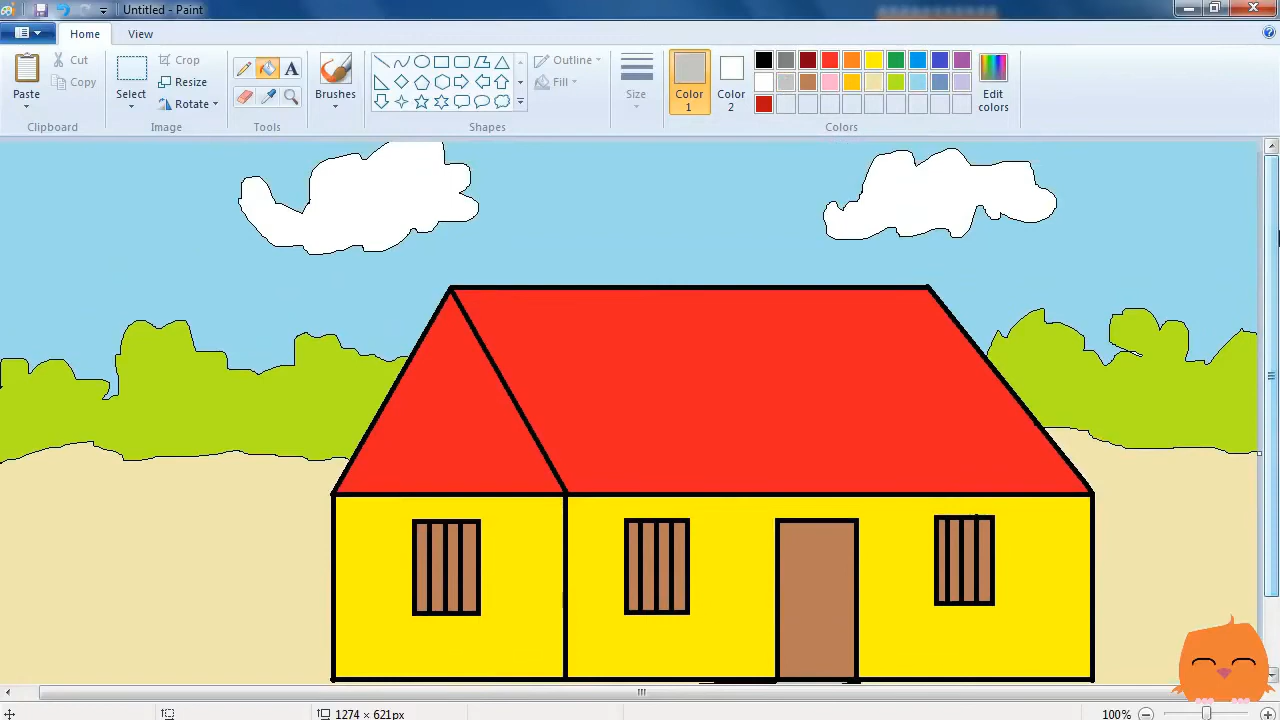 Untitled - Paint
Home View
Paste
Cut
Copy
Clipboard
Select
Crop
Resize
Rotate
Image
A
Tools
Brushes
Outline
Fill
Shapes
Size
Color
1
Color
2
Edit
colors
Colors
1274 × 621px
100%